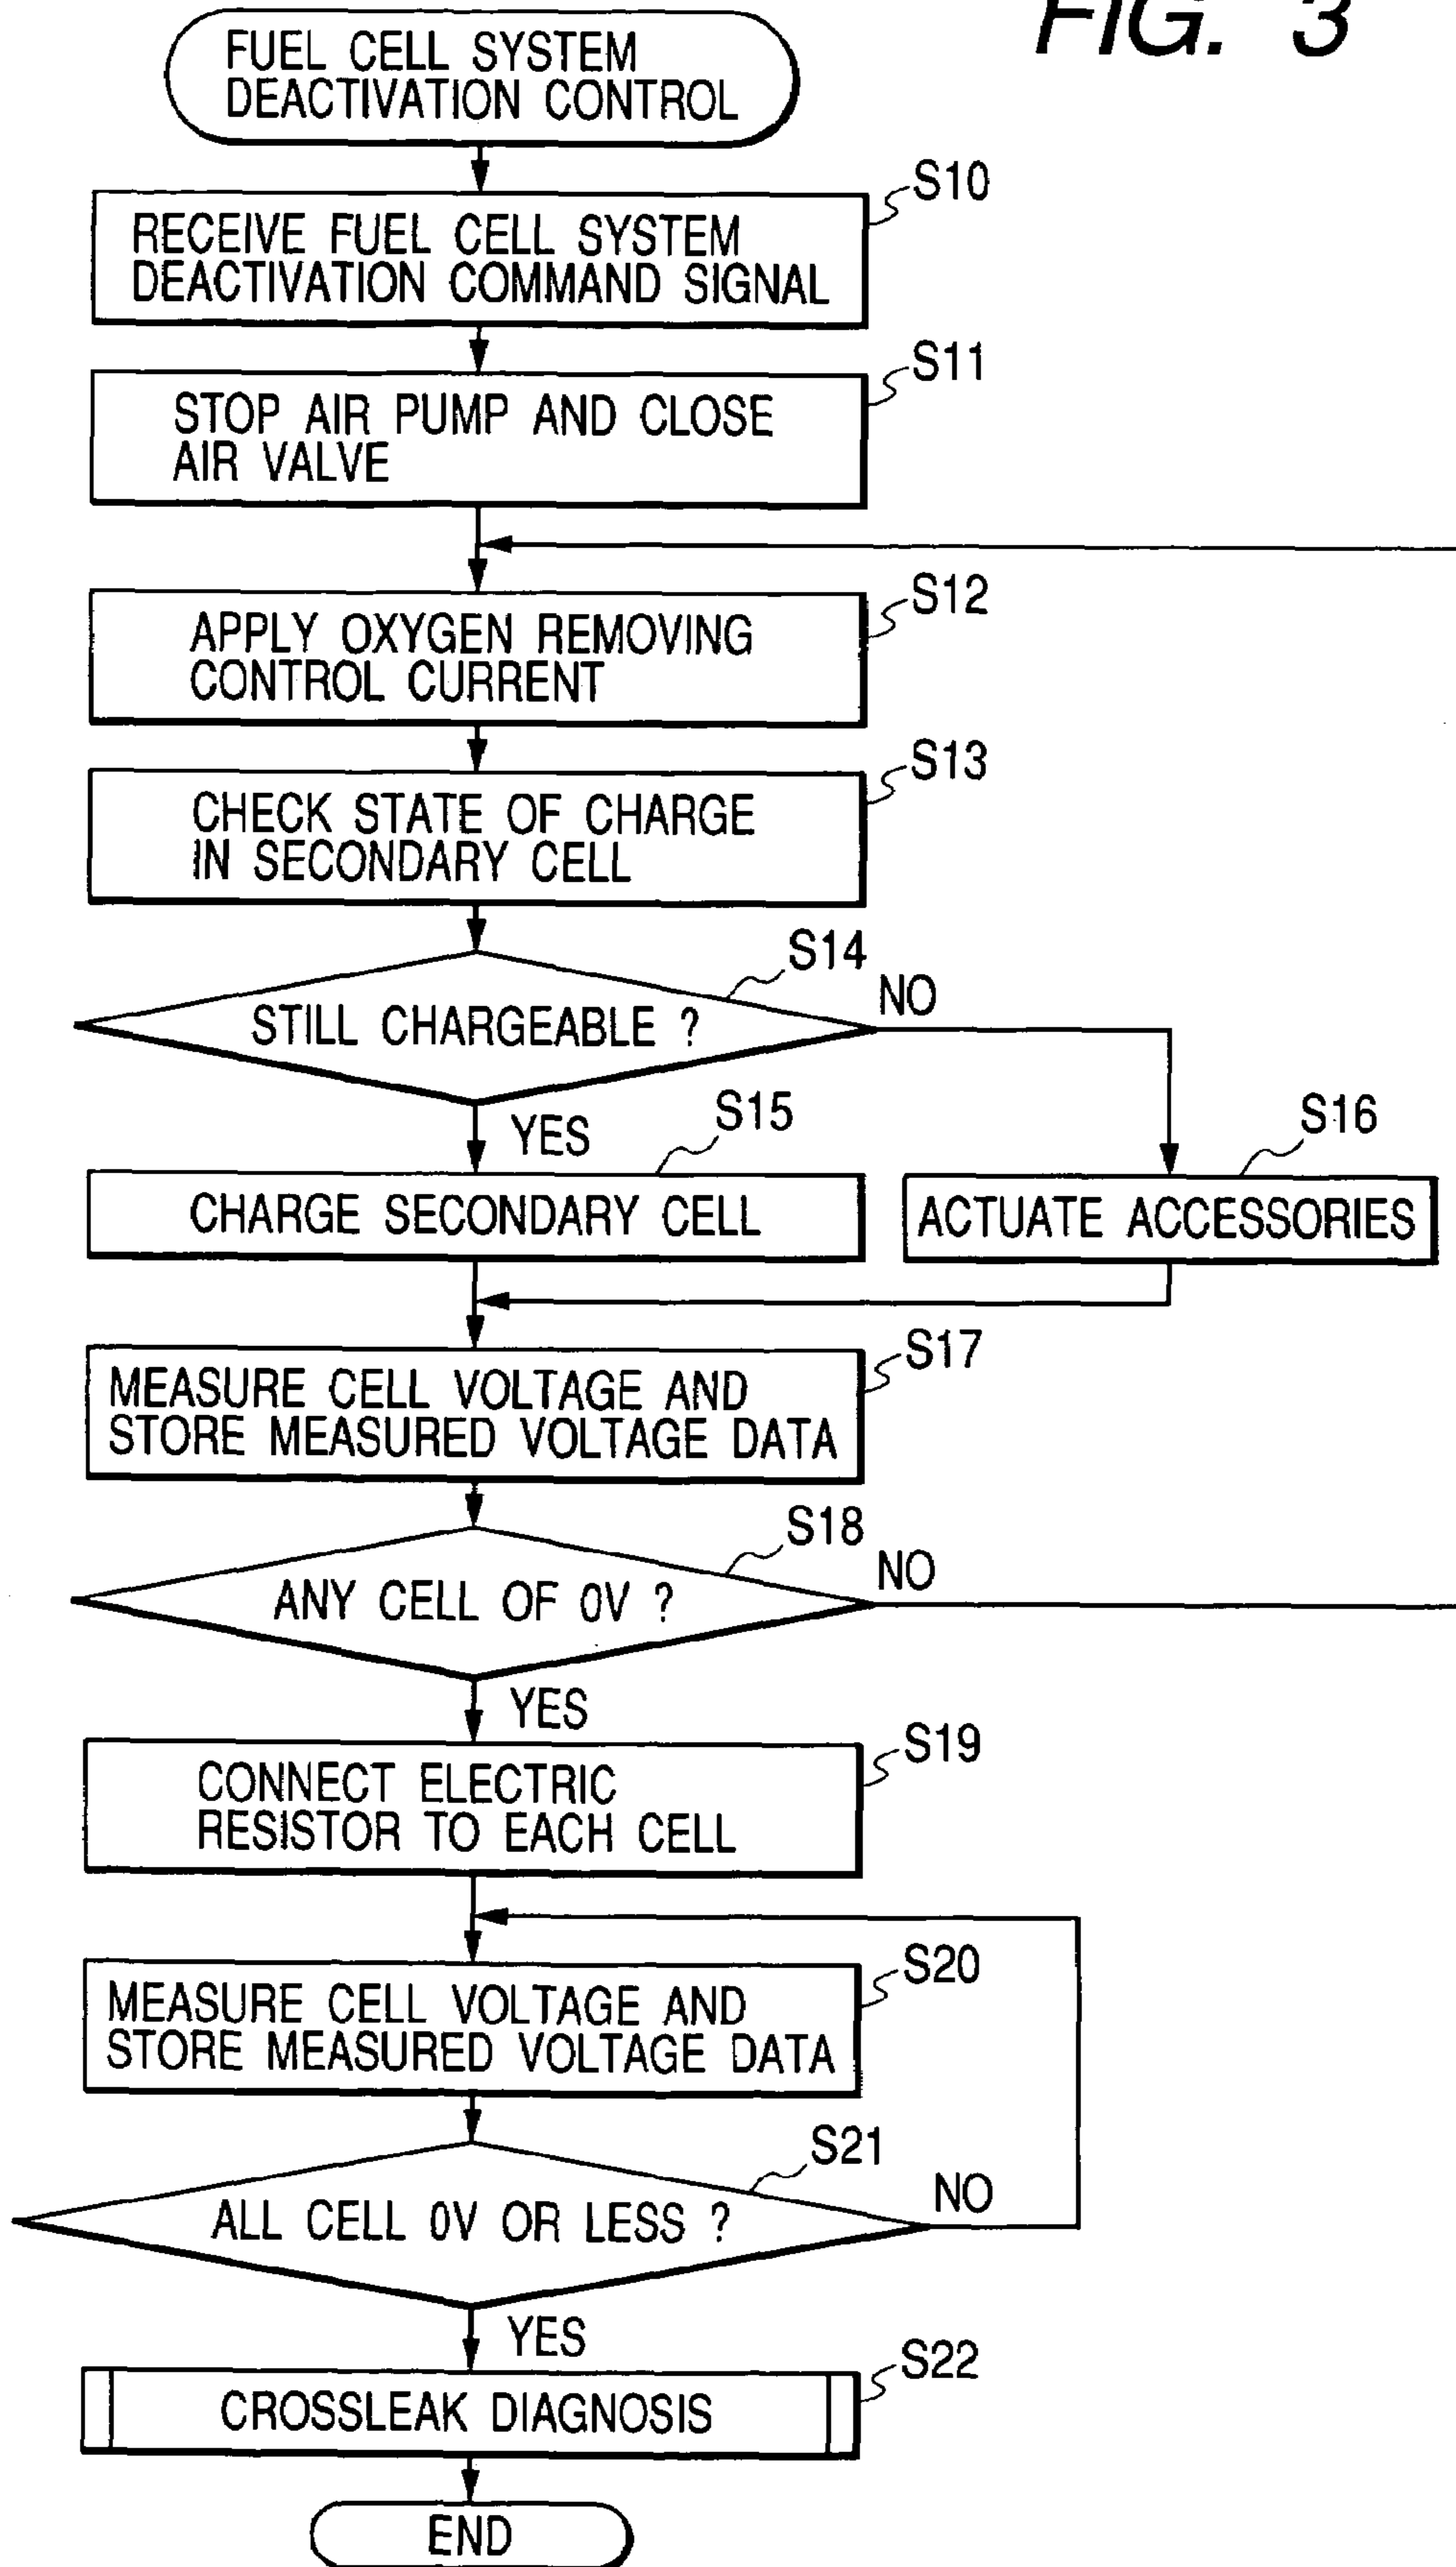 FIG. 3
FUEL CELL SYSTEM
DEACTIVATION CONTROL
S10
RECEIVE FUEL CELL SYSTEM
DEACTIVATION COMMAND SIGNAL
S11
STOP AIR PUMP AND CLOSE
AIR VALVE
S12
APPLY OXYGEN REMOVING
CONTROL CURRENT
S13
CHECK STATE OF CHARGE
IN SECONDARY CELL
S14
STILL CHARGEABLE ?
NO
YES
S15
CHARGE SECONDARY CELL
S16
ACTUATE ACCESSORIES
S17
MEASURE CELL VOLTAGE AND
STORE MEASURED VOLTAGE DATA
S18
ANY CELL OF 0V ?
NO
YES
S19
CONNECT ELECTRIC
RESISTOR TO EACH CELL
S20
MEASURE CELL VOLTAGE AND
STORE MEASURED VOLTAGE DATA
S21
ALL CELL 0V OR LESS ?
NO
YES
S22
CROSSLEAK DIAGNOSIS
END